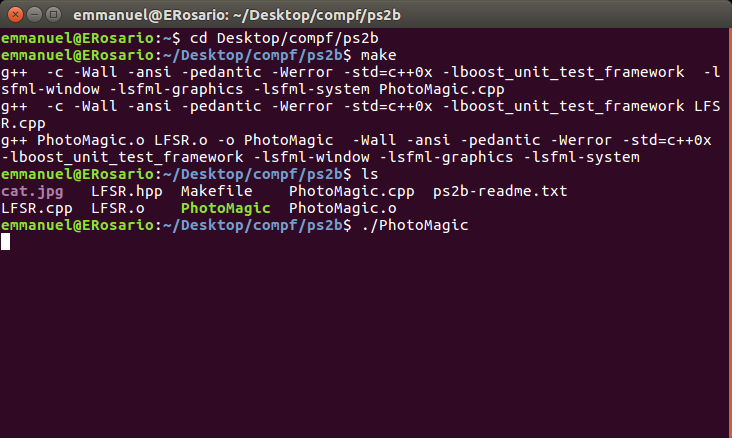 emmanuel@ERosario: ~/Desktop/compf/ps2b
emmanuel@ERosario:~$ cd Desktop/compf/ps2b
emmanuel@ERosario:~/Desktop/compf/ps2b$ make
g++  -c -Wall -ansi -pedantic -Werror -std=c++0x -lboost_unit_test_framework  -l
sfml-window -lsfml-graphics -lsfml-system PhotoMagic.cpp
g++  -c -Wall -ansi -pedantic -Werror -std=c++0x -lboost_unit_test_framework LFS
R.cpp
g++ PhotoMagic.o LFSR.o -o PhotoMagic  -Wall -ansi -pedantic -Werror -std=c++0x
-lboost_unit_test_framework -lsfml-window -lsfml-graphics -lsfml-system
emmanuel@ERosario:~/Desktop/compf/ps2b$ ls
cat.jpg   LFSR.hpp  Makefile    PhotoMagic.cpp  ps2b-readme.txt
LFSR.cpp  LFSR.o    PhotoMagic  PhotoMagic.o
emmanuel@ERosario:~/Desktop/compf/ps2b$ ./PhotoMagic